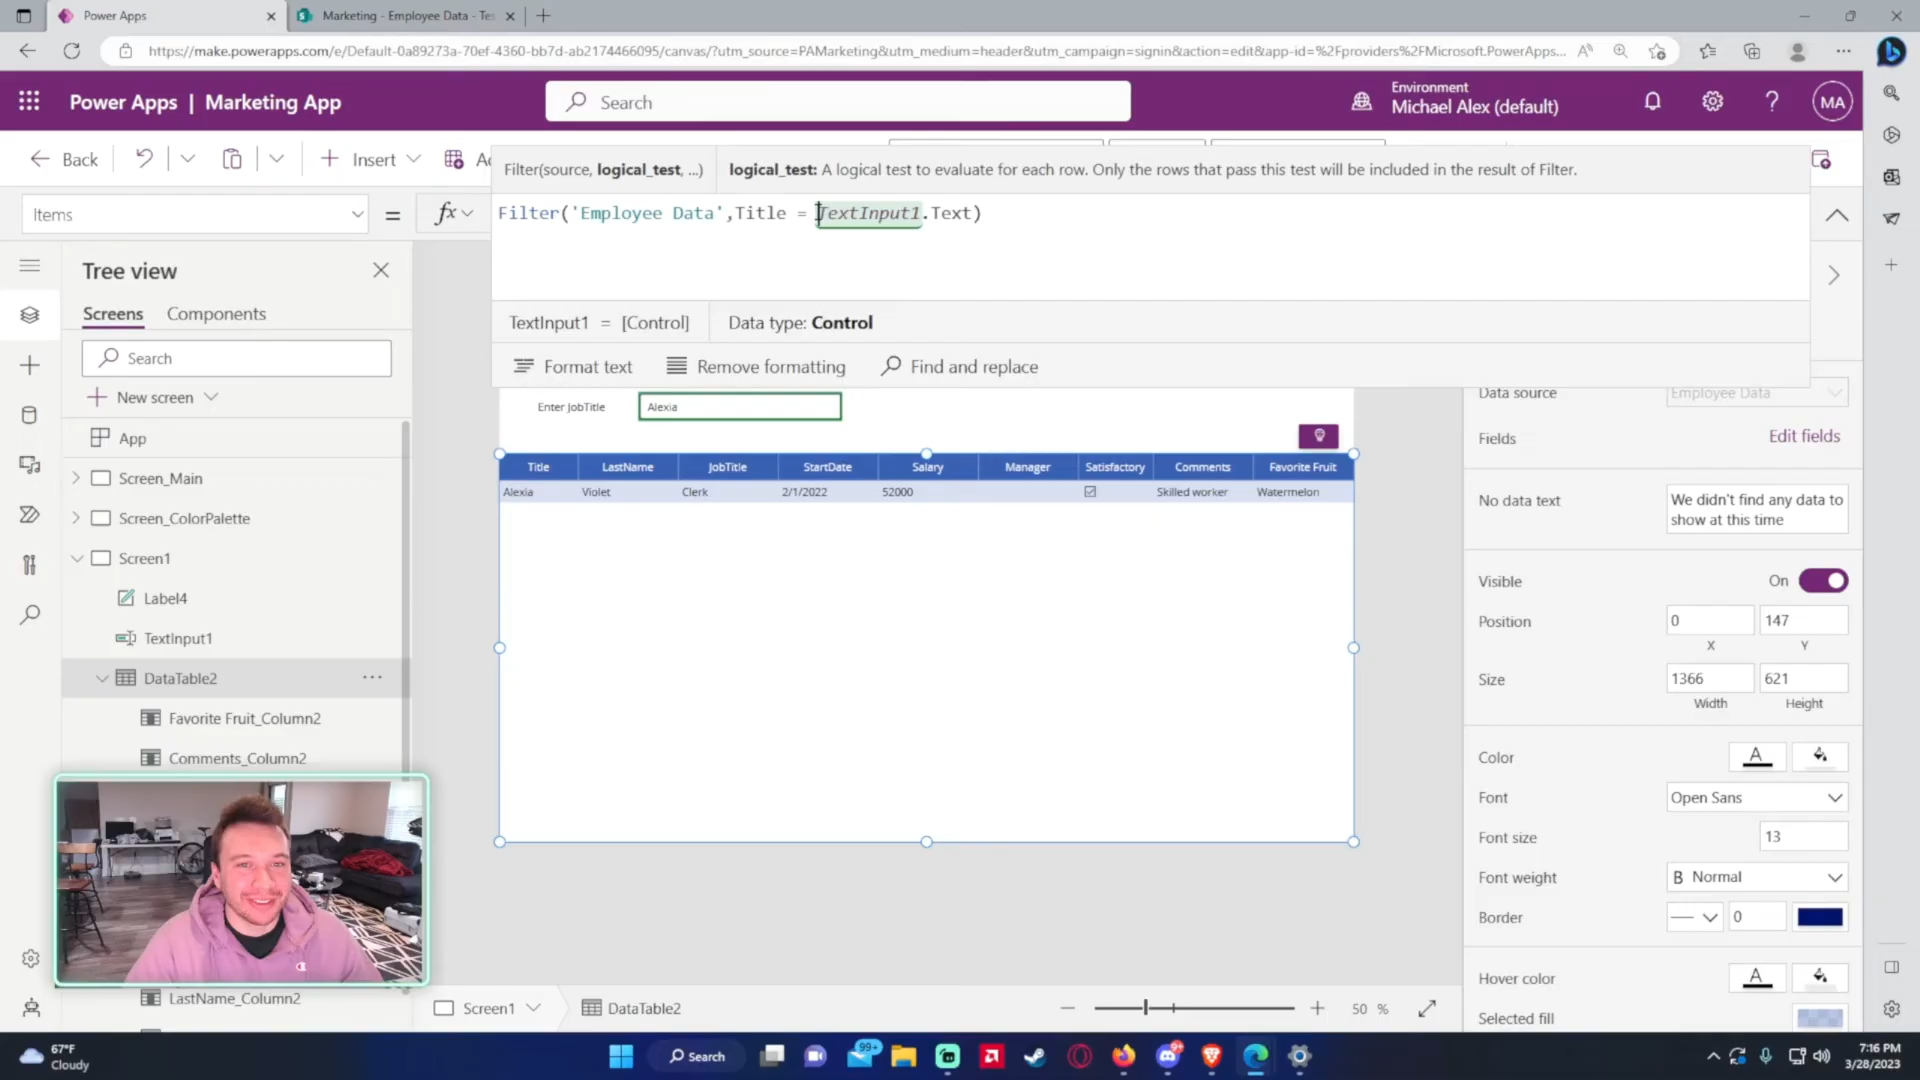 Power Apps
Marketing - Employee Data - Tes
https://make.powerapps.com/e/Default-0a89273a-70ef-4360-bb7d-ab2174466095/canvas/?utm_source=PAMarketing&utm_medium=header&utm_campaign=signin&action=edit&app-id=%2Fproviders%2FMicrosoft.PowerApps...
Power Apps | Marketing App
Search
Environment
Michael Alex (default)
MA
Back
Insert
Filter(source, logical_test, ...)
logical_test: A logical test to evaluate for each row. Only the rows that pass this test will be included in the result of Filter.
Items
=
fx
Filter('Employee Data',Title = TextInput1.Text)
TextInput1 = [Control]
Data type: Control
Format text
Remove formatting
Find and replace
Tree view
Screens
Components
Search
New screen
App
Screen_Main
Screen_ColorPalette
Screen1
Label4
TextInput1
DataTable2
Favorite Fruit_Column2
Comments_Column2
LastName_Column2
Enter JobTitle
Alexia
Title LastName JobTitle StartDate Salary Manager Satisfactory Comments Favorite Fruit
Alexia Violet Clerk 2/1/2022 52000 Skilled worker Watermelon
Data source
Employee Data
Fields
Edit fields
No data text
We didn't find any data to
show at this time
Visible
On
Position
0
147
X
Y
Size
1366
621
Width
Height
Color
A
Font
Open Sans
Font size
13
Font weight
B Normal
Border
0
Hover color
A
Selected fill
Screen1
DataTable2
50 %
67°F
Cloudy
Search
99+
9+
7:16 PM
3/28/2023